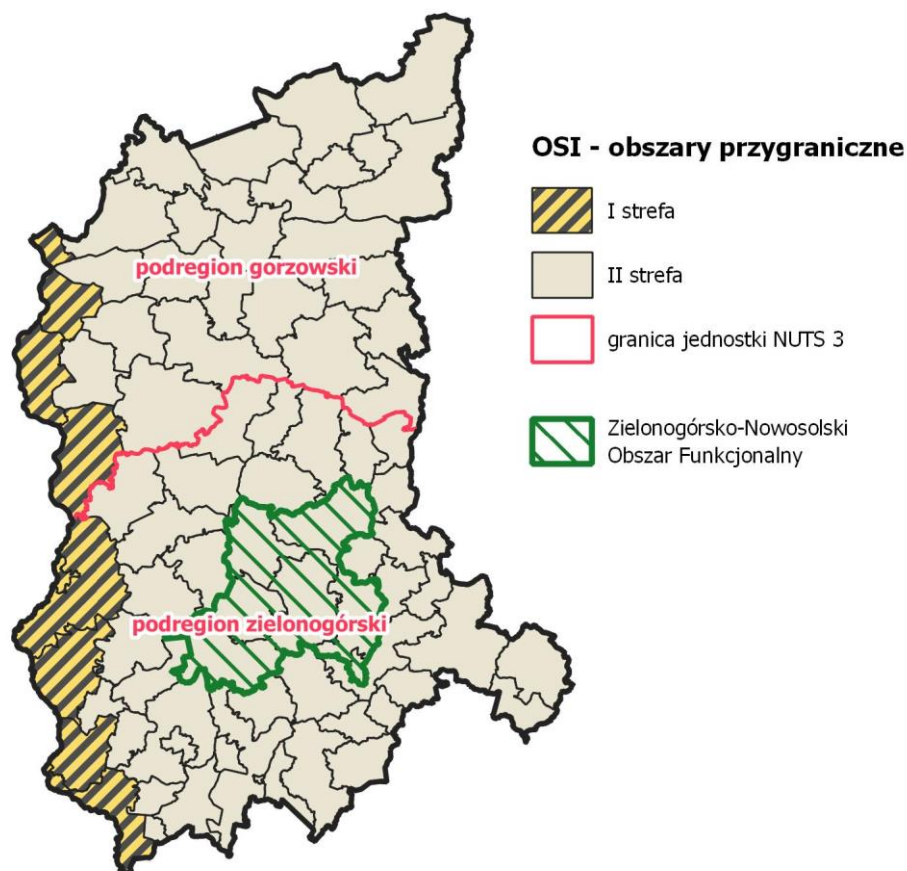 OSI - obszary przygraniczne
I strefa
II strefa
granica jednostki NUTS 3
Zielonogórsko-Nowosolski
Obszar Funkcjonalny
podregion gorzowski
podregion zielonogórski